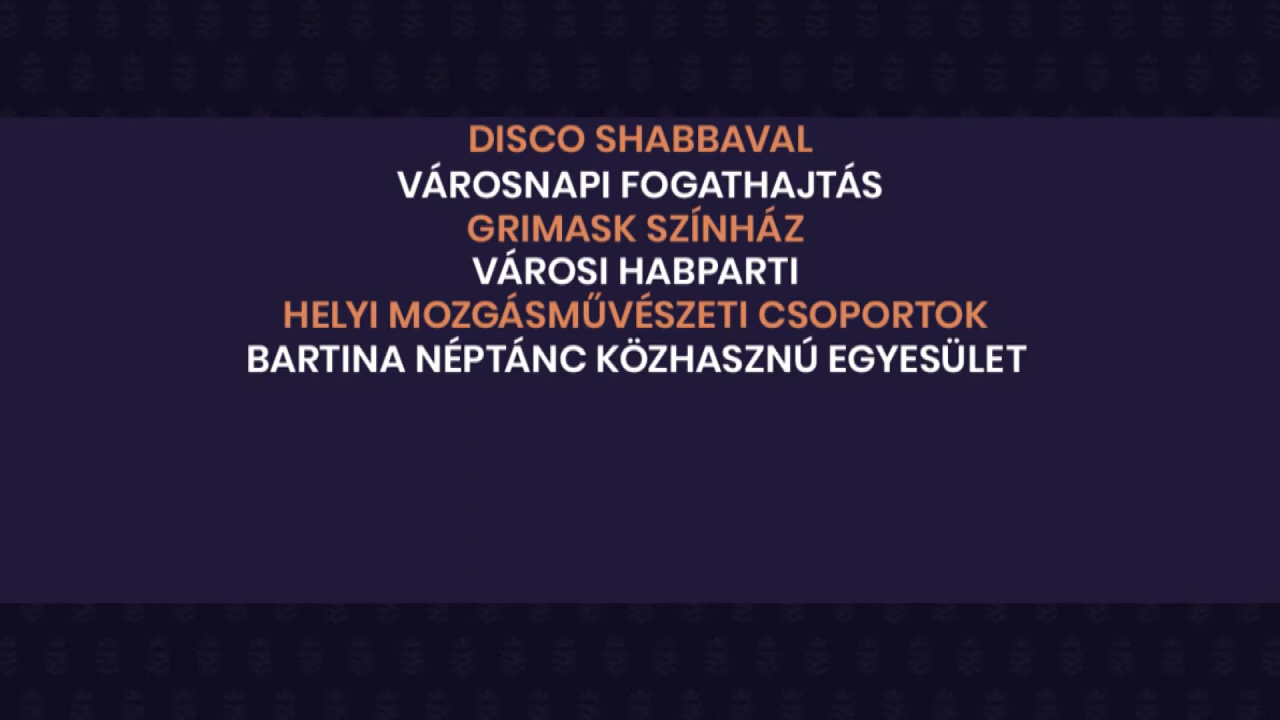 DISCO SHABBAVAL
VÁROSNAPI FOGATHAJTÁS
GRIMASK SZÍNHÁZ
VÁROSI HABPARTI
HELYI MOZGÁSMŰVÉSZETI CSOPORTOK
BARTINA NÉPTÁNC KÖZHASZNÚ EGYESÜLET